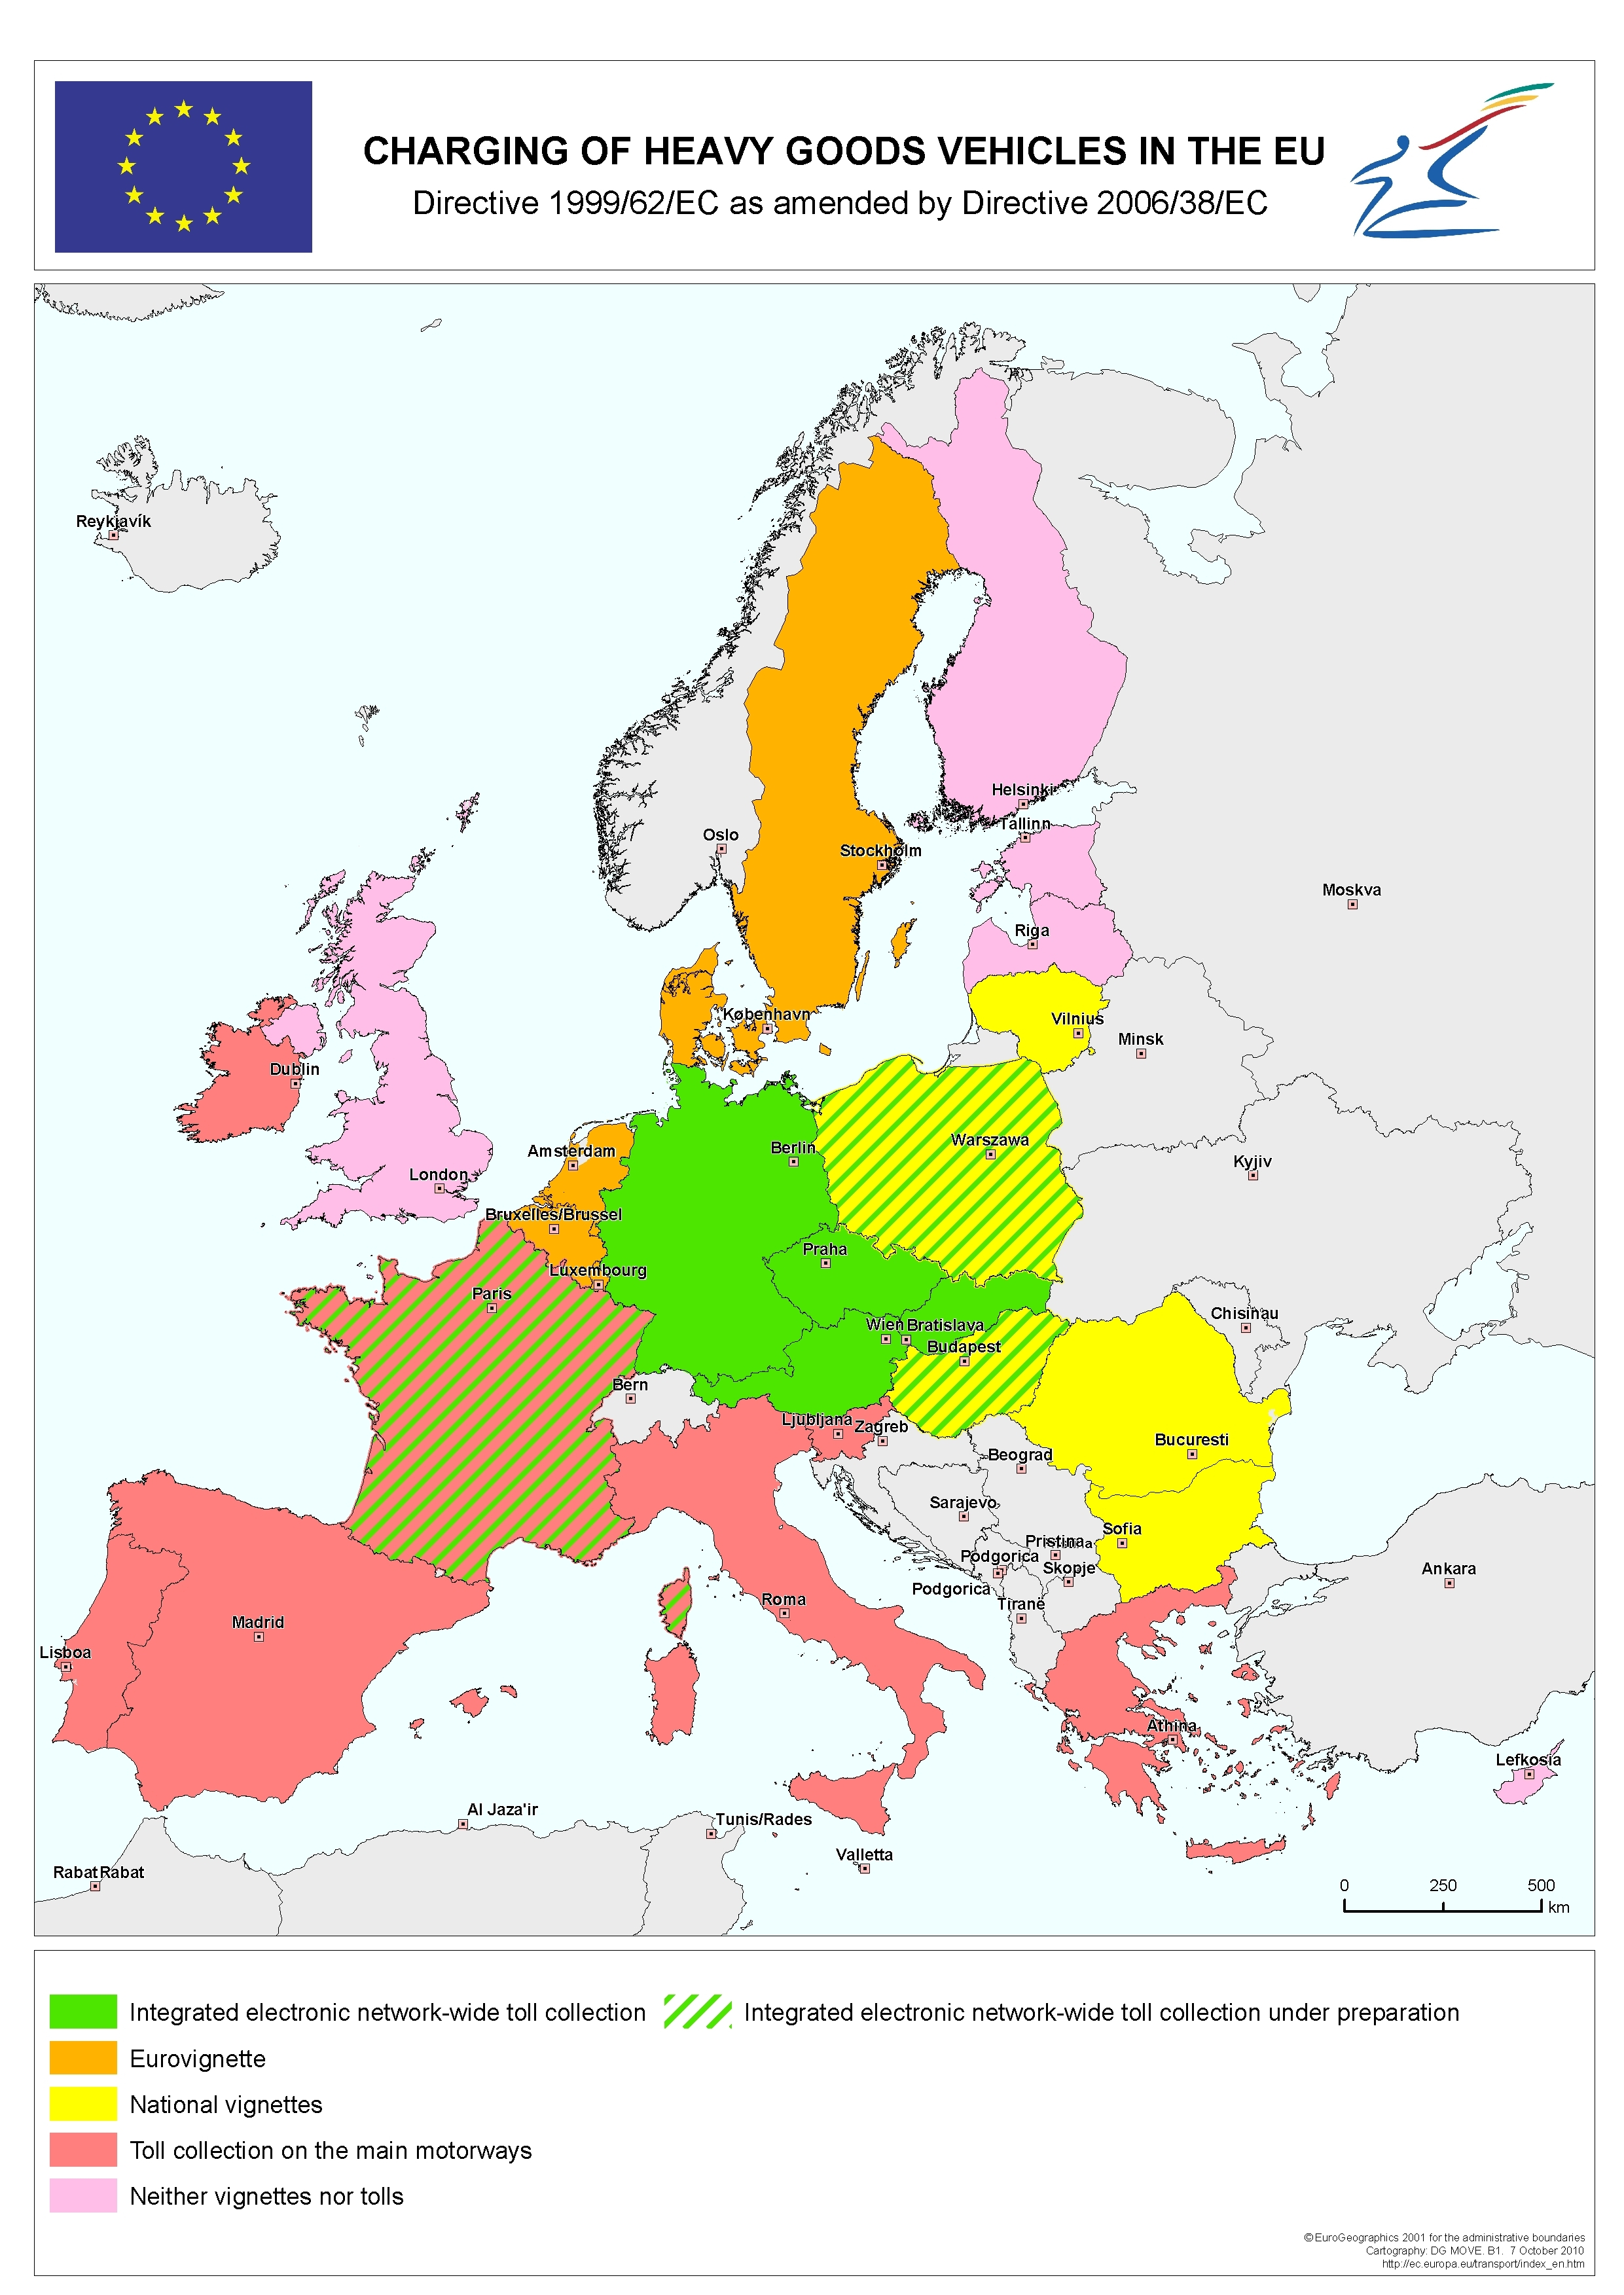 CHARGING OF HEAVY GOODS VEHICLES IN THE EU
Directive 1999/62/EC as amended by Directive 2006/38/EC
Reykjavík
Helsinki
Tallinn
Oslo
Stockholm
Moskva
Riga
København
Vilnius
Minsk
Dublin
Amsterdam
Berlin
Warszawa
Kyjiv
London
Bruxelles/Brussel
Praha
Luxembourg
Paris
Chisinau
Wien
Bratislava
Budapest
Bern
Ljubljana
Zagreb
Bucuresti
Beograd
Sarajevo
Sofia
Pristina
Podgorica
Skopje
Ankara
Podgorica
Tiranë
Roma
Madrid
Lisboa
Athina
Lefkosia
Al Jaza'ir
Tunis/Rades
Valletta
Rabat
Rabat
0 250 500
km
Integrated electronic network-wide toll collection
Integrated electronic network-wide toll collection under preparation
Eurovignette
National vignettes
Toll collection on the main motorways
Neither vignettes nor tolls
©EuroGeographics 2001 for the administrative boundaries
Cartography: DG MOVE. B1. 7 October 2010
http://ec.europa.eu/transport/index_en.htm